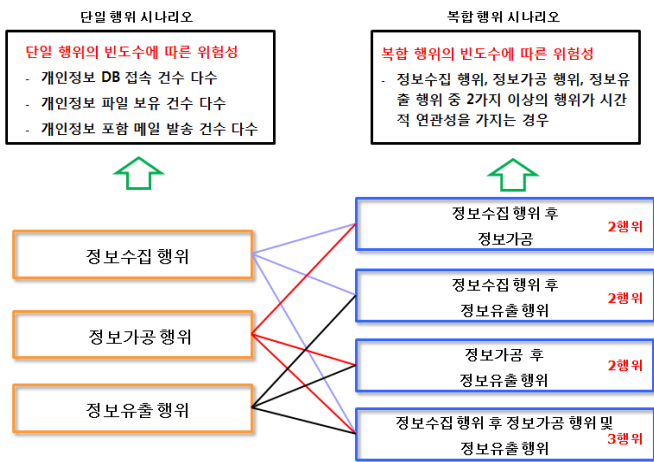 단일 행위 시나리오
단일 행위의 빈도수에 따른 위험성
- 개인정보 DB 접속 건수 다수
- 개인정보 파일 보유 건수 다수
- 개인정보 포함 메일 발송 건수 다수
복합 행위 시나리오
복합 행위의 빈도수에 따른 위험성
- 정보수집 행위, 정보가공 행위, 정보유
출 행위 중 2가지 이상의 행위가 시간
적 연관성을 가지는 경우
정보수집 행위
정보가공 행위
정보유출 행위
정보수집 행위 후
정보가공
2행위
정보수집 행위 후
정보유출 행위
2행위
정보가공 후
정보유출 행위
2행위
정보수집 행위 후 정보가공 행위 및
정보유출 행위
3행위